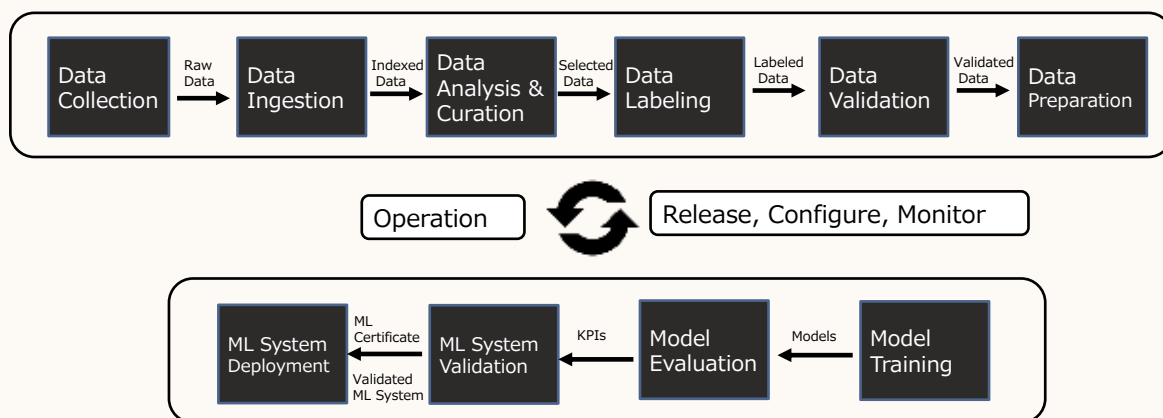 Data
Collection
Raw
Data
Data
Ingestion
Indexed
Data
Data
Analysis &
Curation
Selected
Data
Data
Labeling
Labeled
Data
Data
Validation
Validated
Data
Data
Preparation
Operation
Release, Configure, Monitor
ML System
Deployment
ML
Certificate
Validated
ML System
ML System
Validation
KPIs
Model
Evaluation
Models
Model
Training